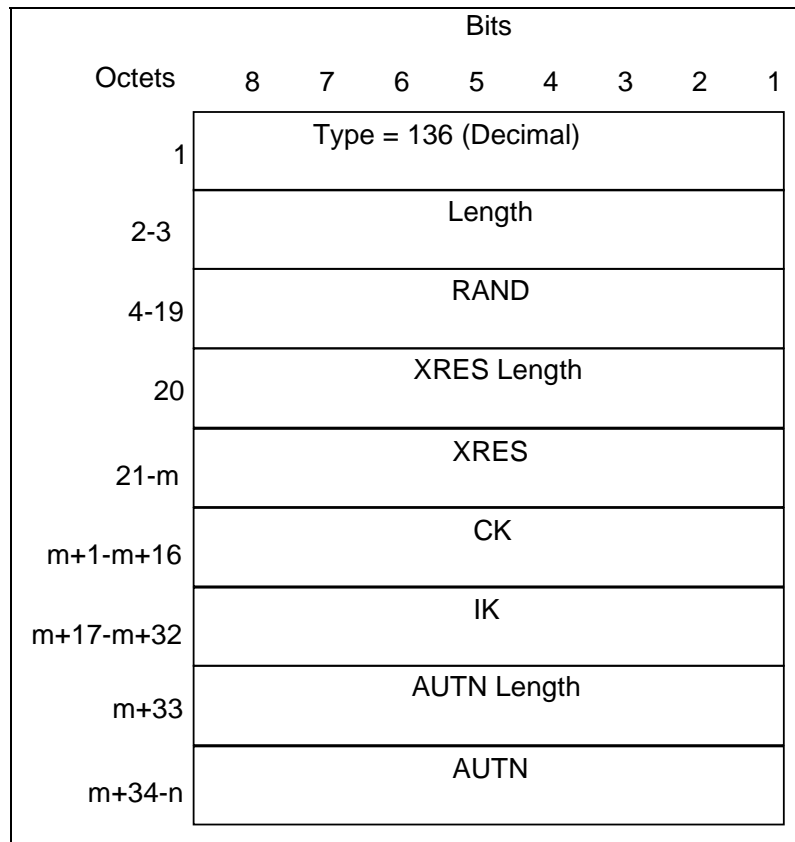 Bits
Octets 8 7 6 5 4 3 2 1
1 Type = 136 (Decimal)
2-3 Length
4-19 RAND
20 XRES Length
21-m XRES
m+1-m+16 CK
m+17-m+32 IK
m+33 AUTN Length
m+34-n AUTN